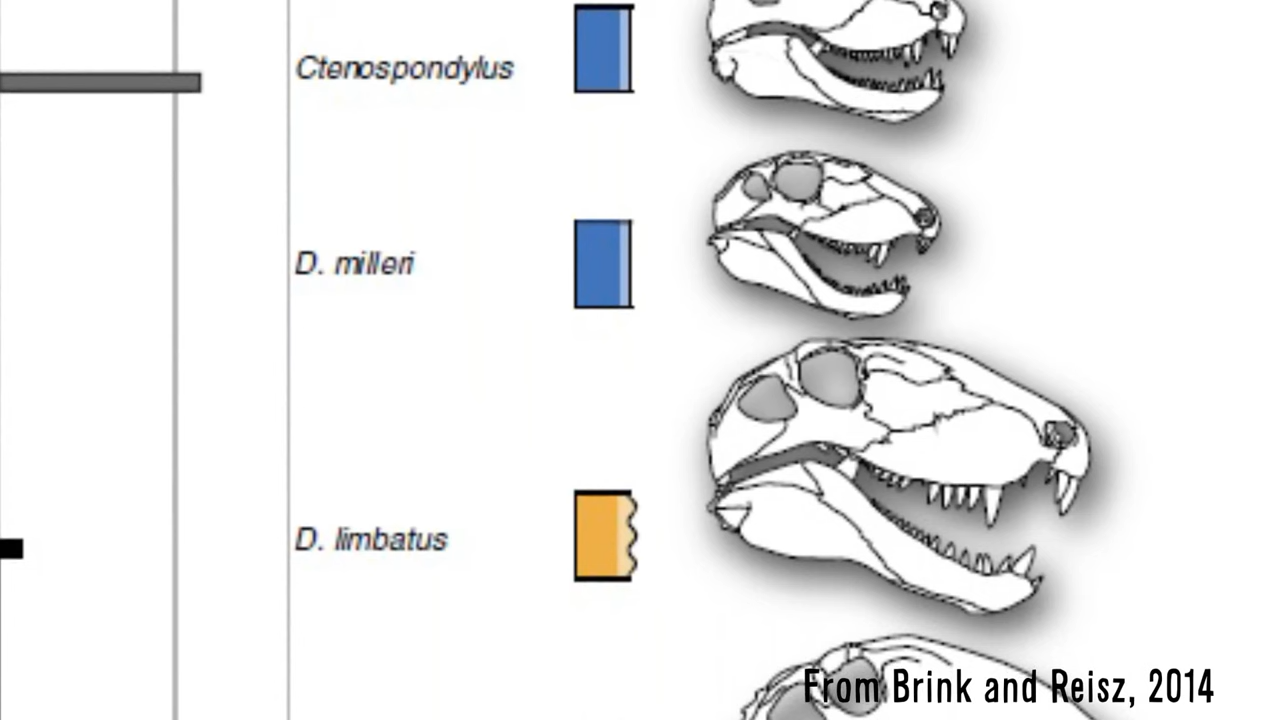 Ctenospondylus
D. milleri
D. limbatus
From Brink and Reisz, 2014